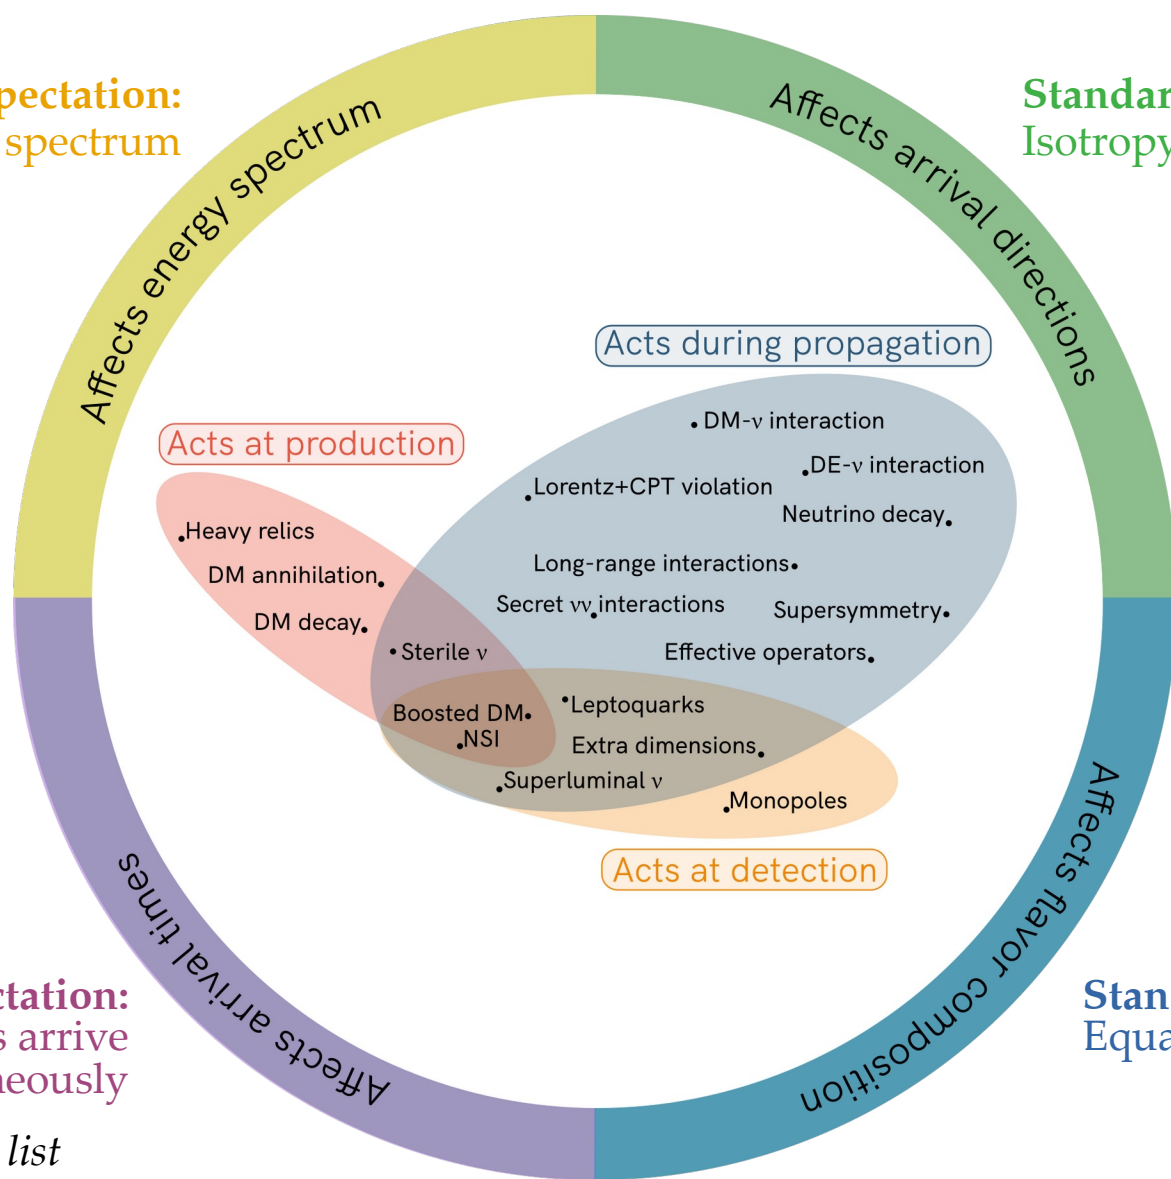 pectation:
spectrum
Standar
Isotropy
Affects energy spectrum
Affects arrival directions
Acts during propagation
DM-ν interaction
DE-ν interaction
Lorentz+CPT violation
Neutrino decay
Acts at production
Heavy relics
Long-range interactions
DM annihilation
Secret νν interactions
Supersymmetry
DM decay
Sterile ν
Effective operators
Leptoquarks
Boosted DM
NSI
Extra dimensions
Superluminal ν
Monopoles
Acts at detection
Affects arrival times
Affects flavor composition
ctation:
s arrive
neously
list
Stan
Equa